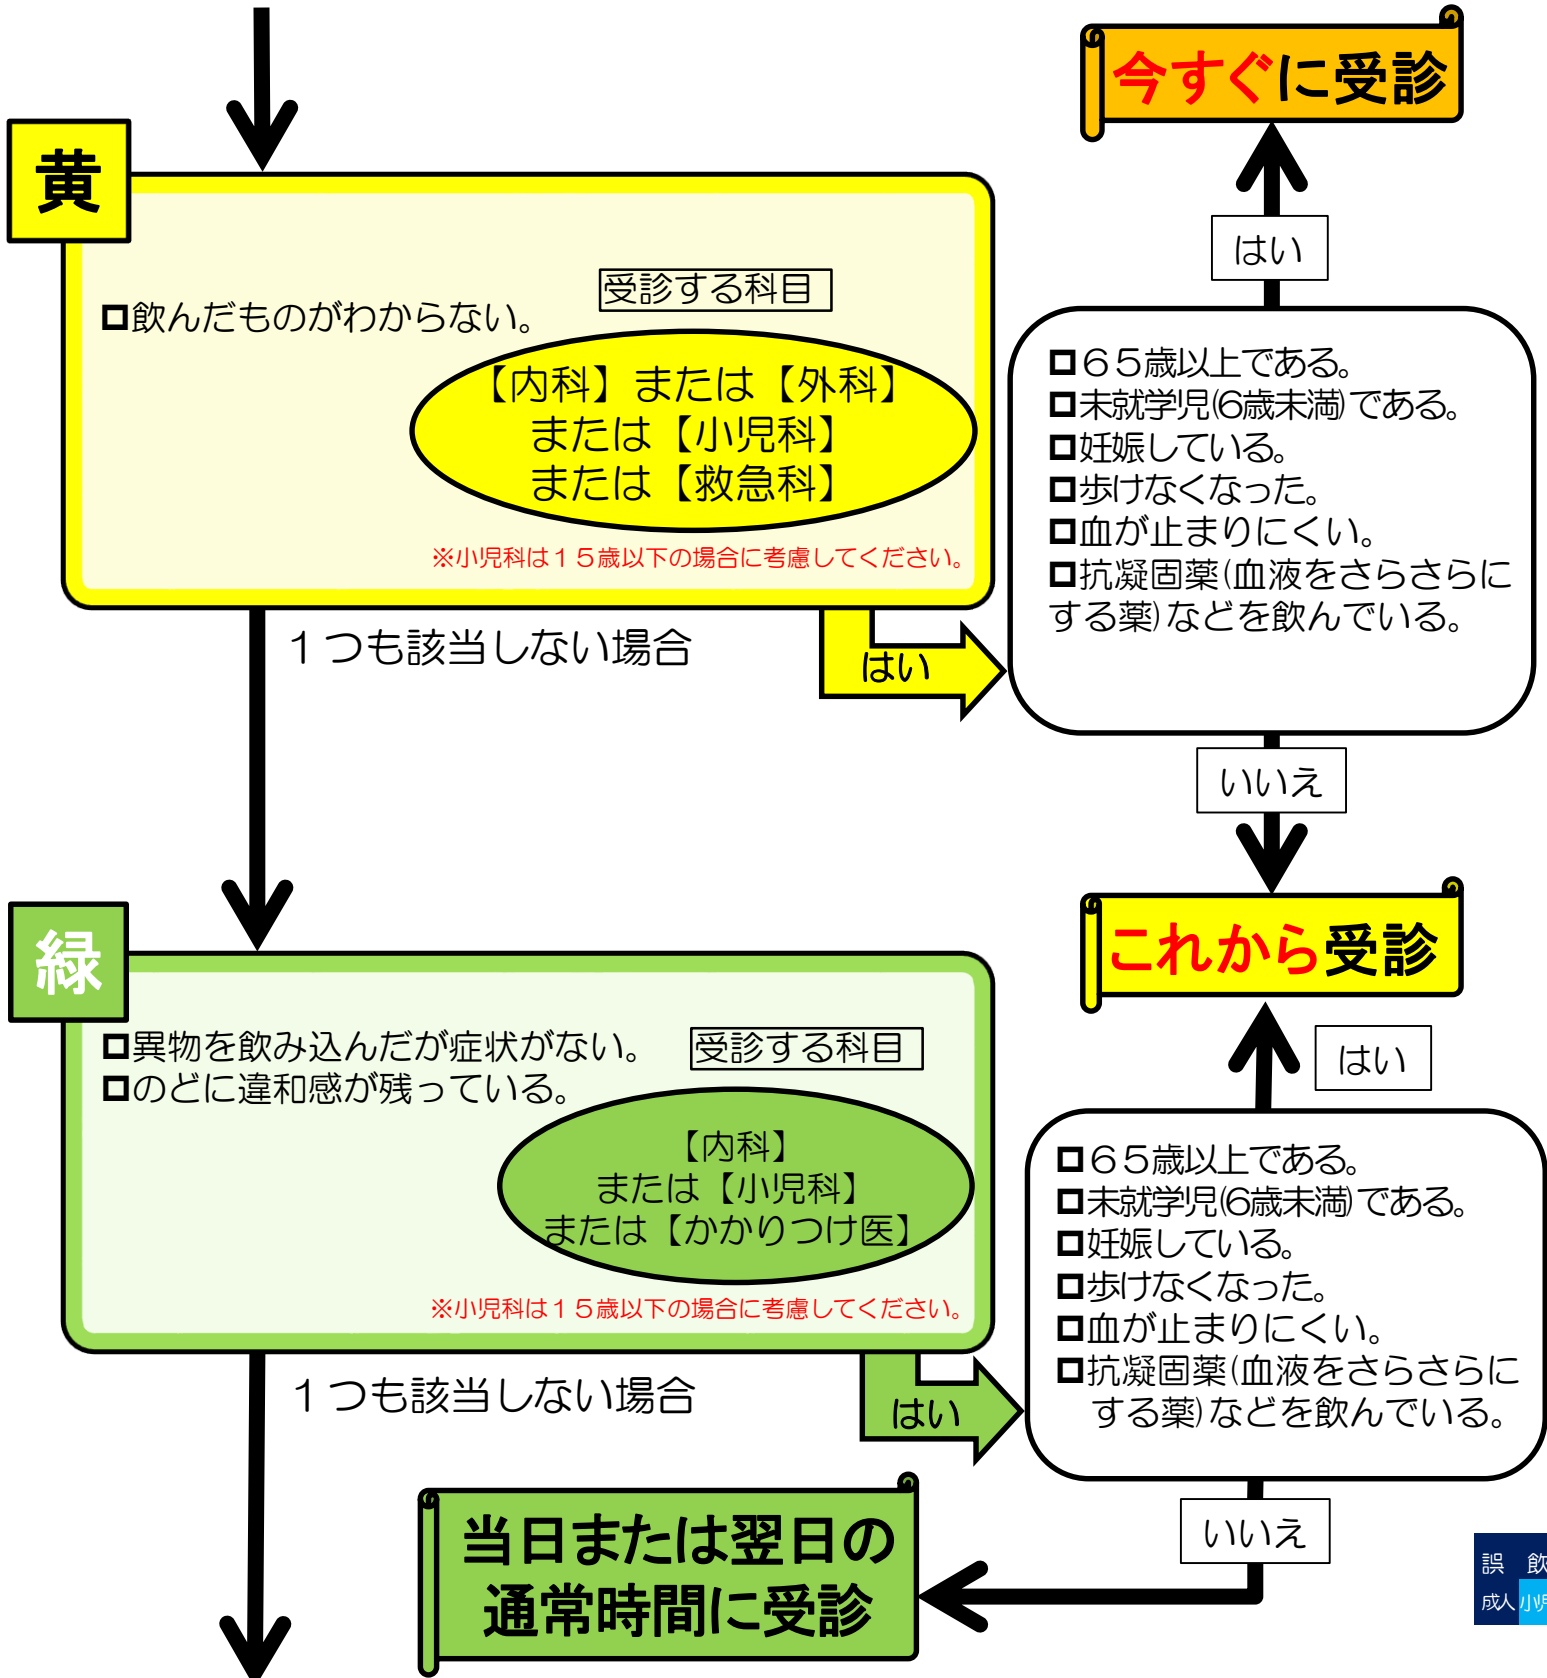 今すぐに受診
黄
はい
受診する科目
□飲んだものがわからない。
【内科】または【外科】
または【小児科】
または【救急科】
※小児科は１５歳以下の場合に考慮してください。
□６５歳以上である。
□未就学児(6歳未満)である。
□妊娠している。
□歩けなくなった。
□血が止まりにくい。
□抗凝固薬(血液をさらさらに
する薬)などを飲んでいる。
１つも該当しない場合
はい
いいえ
これから受診
緑
□異物を飲み込んだが症状がない。
□のどに違和感が残っている。
受診する科目
はい
【内科】
または【小児科】
または【かかりつけ医】
※小児科は１５歳以下の場合に考慮してください。
□６５歳以上である。
□未就学児(6歳未満)である。
□妊娠している。
□歩けなくなった。
□血が止まりにくい。
□抗凝固薬(血液をさらさらに
する薬)などを飲んでいる。
１つも該当しない場合
はい
いいえ
当日または翌日の
通常時間に受診
誤 飲
成人 小児